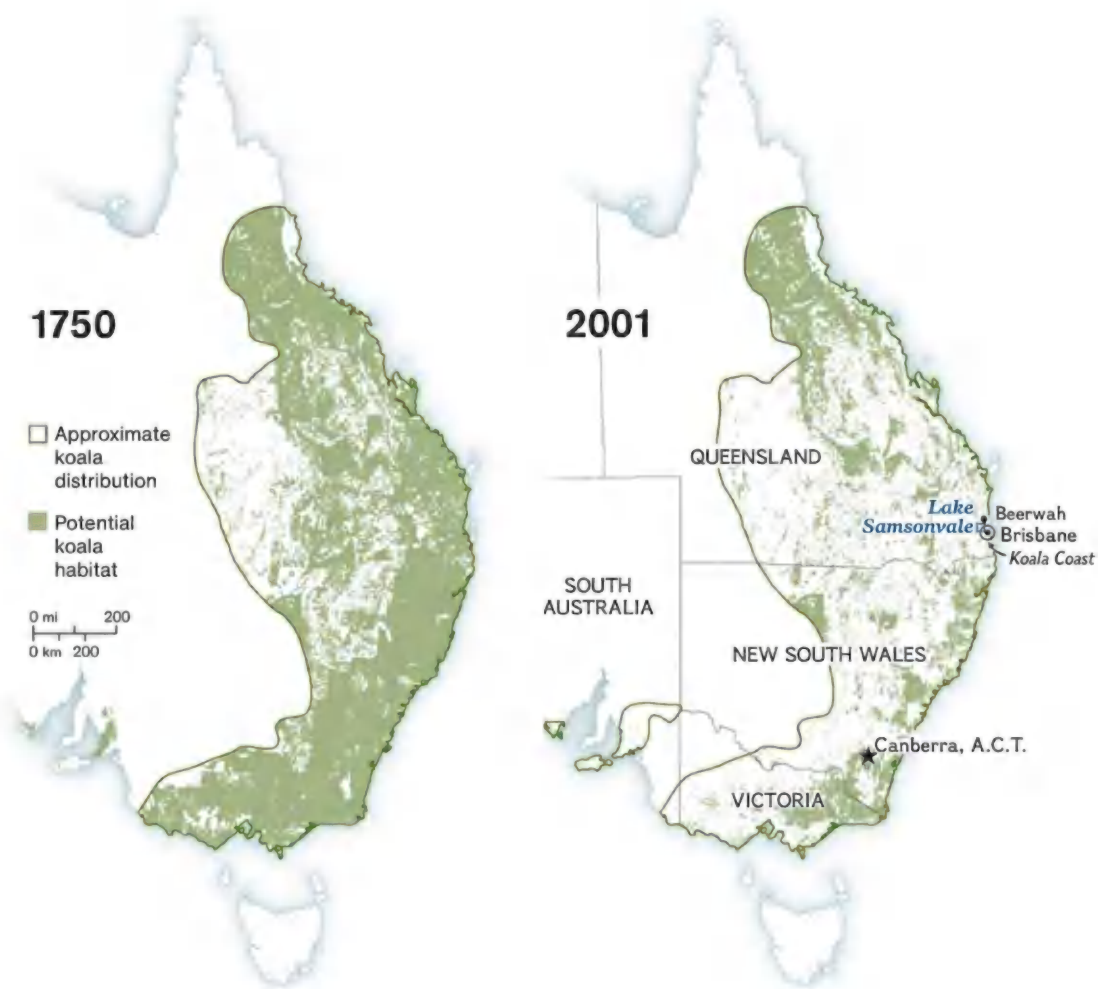 1750
Approximate
koala
distribution
Potential
koala
habitat
0 mi 200
0 km 200
2001
QUEENSLAND
Lake
Samsonvale
Beerwah
Brisbane
Koala Coast
SOUTH
AUSTRALIA
NEW SOUTH WALES
Canberra, A.C.T.
VICTORIA